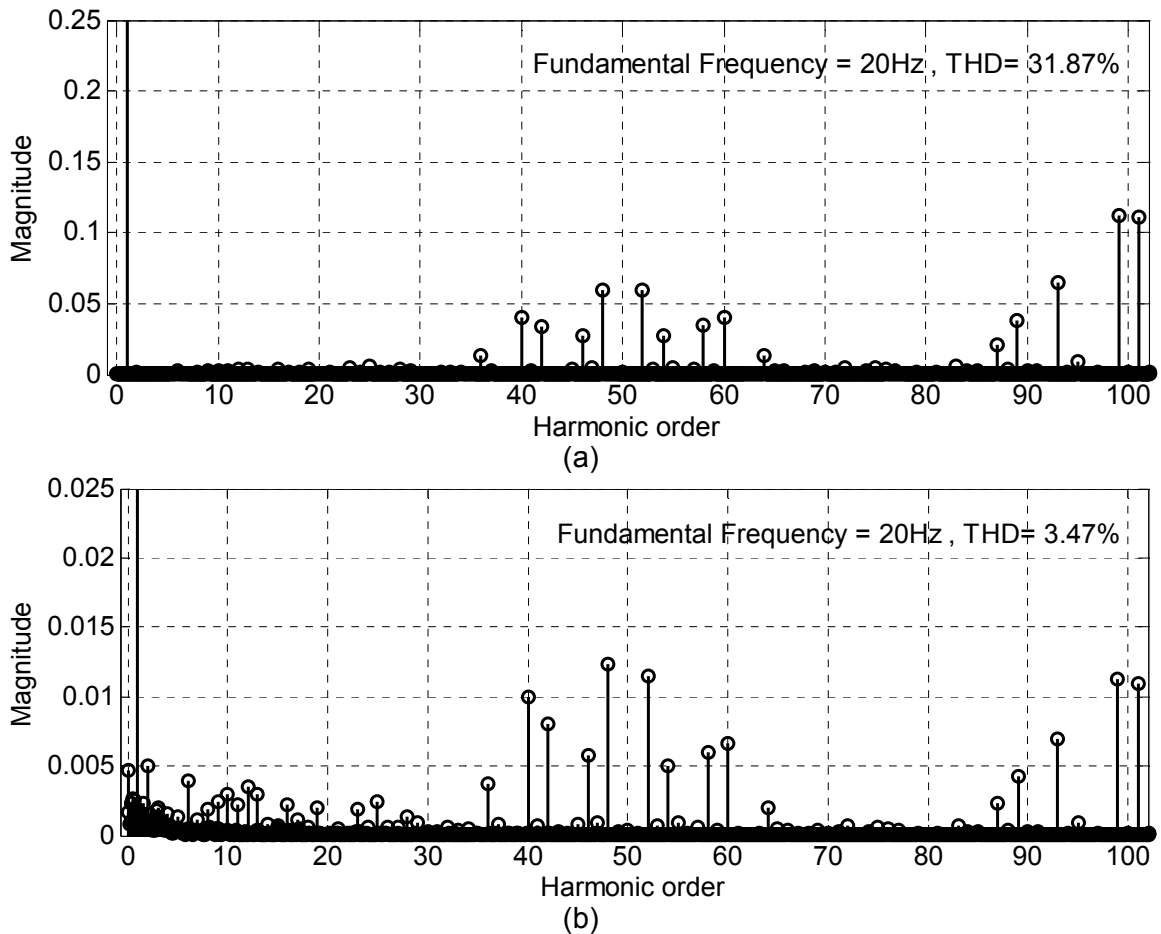 0.25
Fundamental Frequency = 20Hz , THD= 31.87%
0.2
0.15
0.1
0.05
0
Magnitude
0 10 20 30 40 50 60 70 80 90 100
Harmonic order
(a)
0.025
Fundamental Frequency = 20Hz , THD= 3.47%
0.02
0.015
0.01
0.005
0
Magnitude
0 10 20 30 40 50 60 70 80 90 100
Harmonic order
(b)